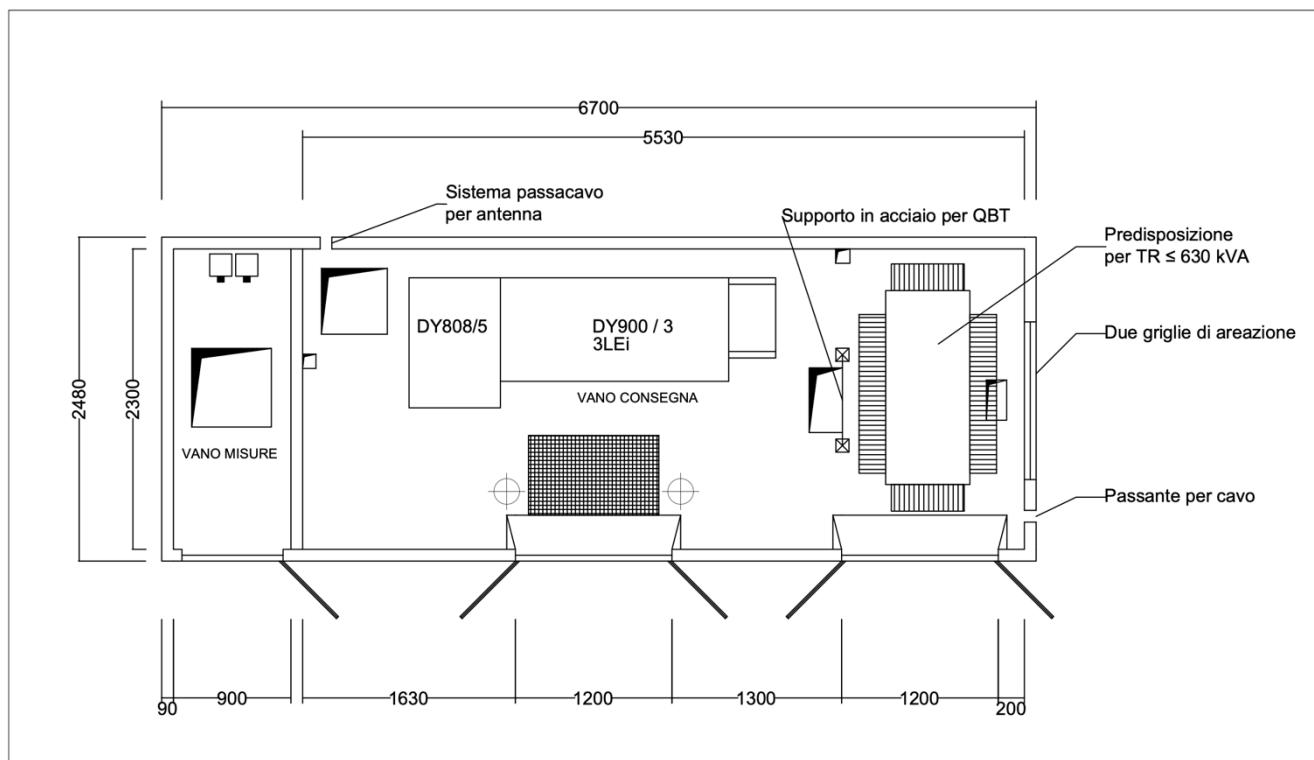 6700
5530
Sistema passacavo
per antenna
Supporto in acciaio per QBT
Predisposizione
per TR ≤ 630 kVA
Due griglie di areazione
DY808/5
DY900 / 3
3LEi
VANO CONSEGNA
2480
2300
VANO MISURE
Passante per cavo
90
900
1630
1200
1300
1200
200